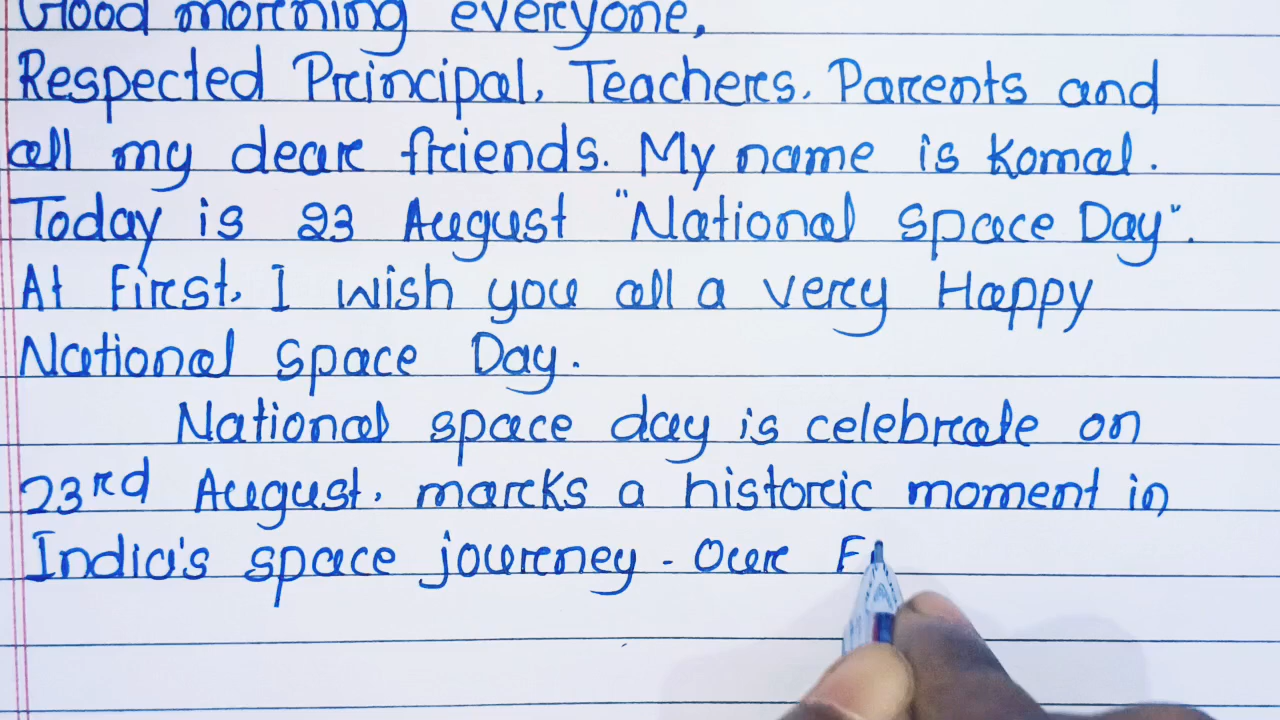 Good morning everyone,
Respected Principal, Teachers, Parents and
all my dear friends. My name is Komal.
Today is 23 August "National Space Day".
At First, I wish you all a very Happy
National Space Day.
National space day is celebrate on
23rd August, marks a historic moment in
India's space journey. Our